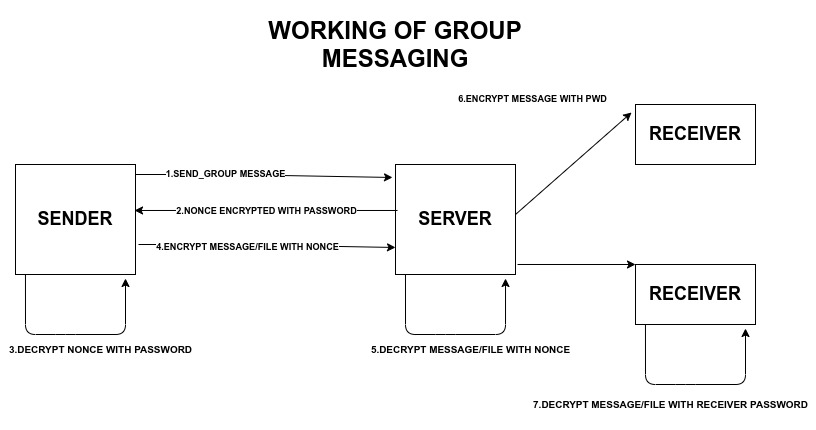 WORKING OF GROUP
MESSAGING
6.ENCRYPT MESSAGE WITH PWD
RECEIVER
1.SEND_GROUP MESSAGE
2.NONCE ENCRYPTED WITH PASSWORD
SENDER
SERVER
4.ENCRYPT MESSAGE/FILE WITH NONCE
RECEIVER
3.DECRYPT NONCE WITH PASSWORD
5.DECRYPT MESSAGE/FILE WITH NONCE
7.DECRYPT MESSAGE/FILE WITH RECEIVER PASSWORD